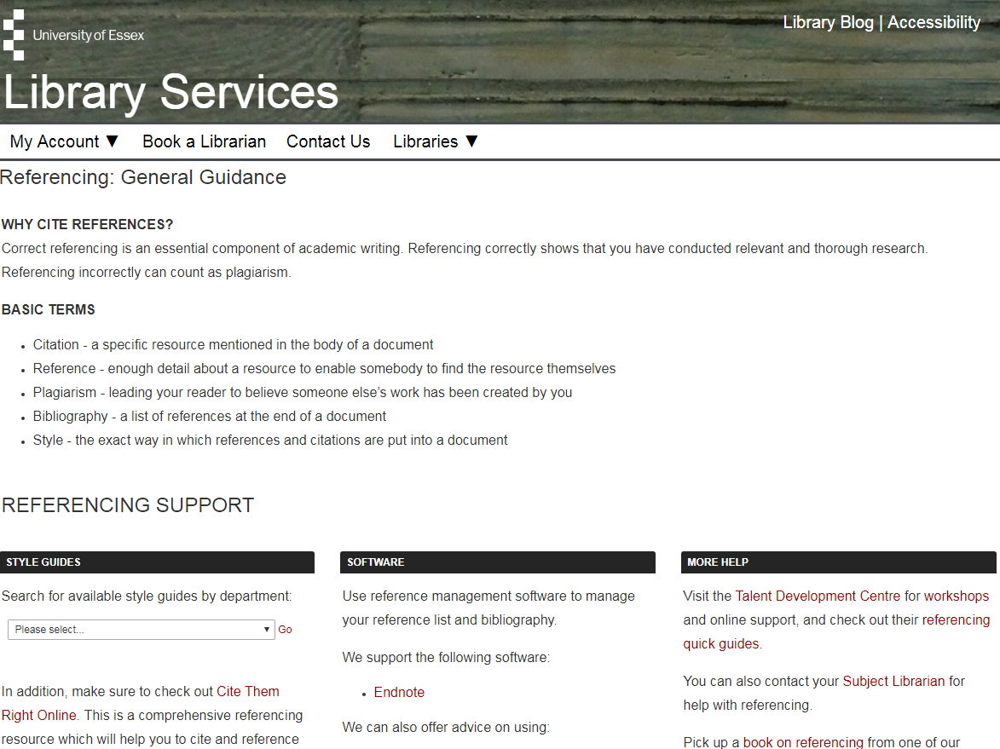 University of Essex
Library Blog | Accessibility
Library Services
My Account ▼ Book a Librarian Contact Us Libraries ▼
Referencing: General Guidance
WHY CITE REFERENCES?
Correct referencing is an essential component of academic writing. Referencing correctly shows that you have conducted relevant and thorough research.
Referencing incorrectly can count as plagiarism.
BASIC TERMS
• Citation - a specific resource mentioned in the body of a document
• Reference - enough detail about a resource to enable somebody to find the resource themselves
• Plagiarism - leading your reader to believe someone else’s work has been created by you
• Bibliography - a list of references at the end of a document
• Style - the exact way in which references and citations are put into a document
REFERENCING SUPPORT
STYLE GUIDES
Search for available style guides by department:
Please select... ▼ Go
In addition, make sure to check out Cite Them
Right Online. This is a comprehensive referencing
resource which will help you to cite and reference
SOFTWARE
Use reference management software to manage
your reference list and bibliography.
We support the following software:
• Endnote
We can also offer advice on using:
MORE HELP
Visit the Talent Development Centre for workshops
and online support, and check out their referencing
quick guides.
You can also contact your Subject Librarian for
help with referencing.
Pick up a book on referencing from one of our